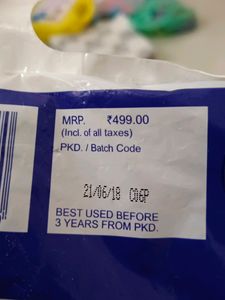 MRP. ₹499.00
(Incl. of all taxes)
PKD. / Batch Code
21/06/18 C06P
BEST USED BEFORE
3 YEARS FROM PKD.